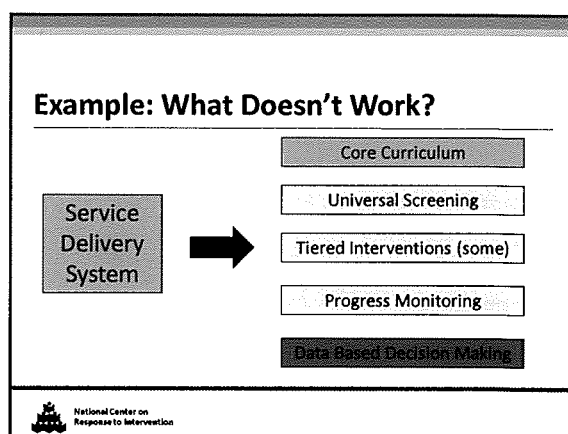 Example: What Doesn't Work?
Service
Delivery
System
Core Curriculum
Universal Screening
Tiered Interventions (some)
Progress Monitoring
Data Based Decision Making
National Center on
Response to Intervention